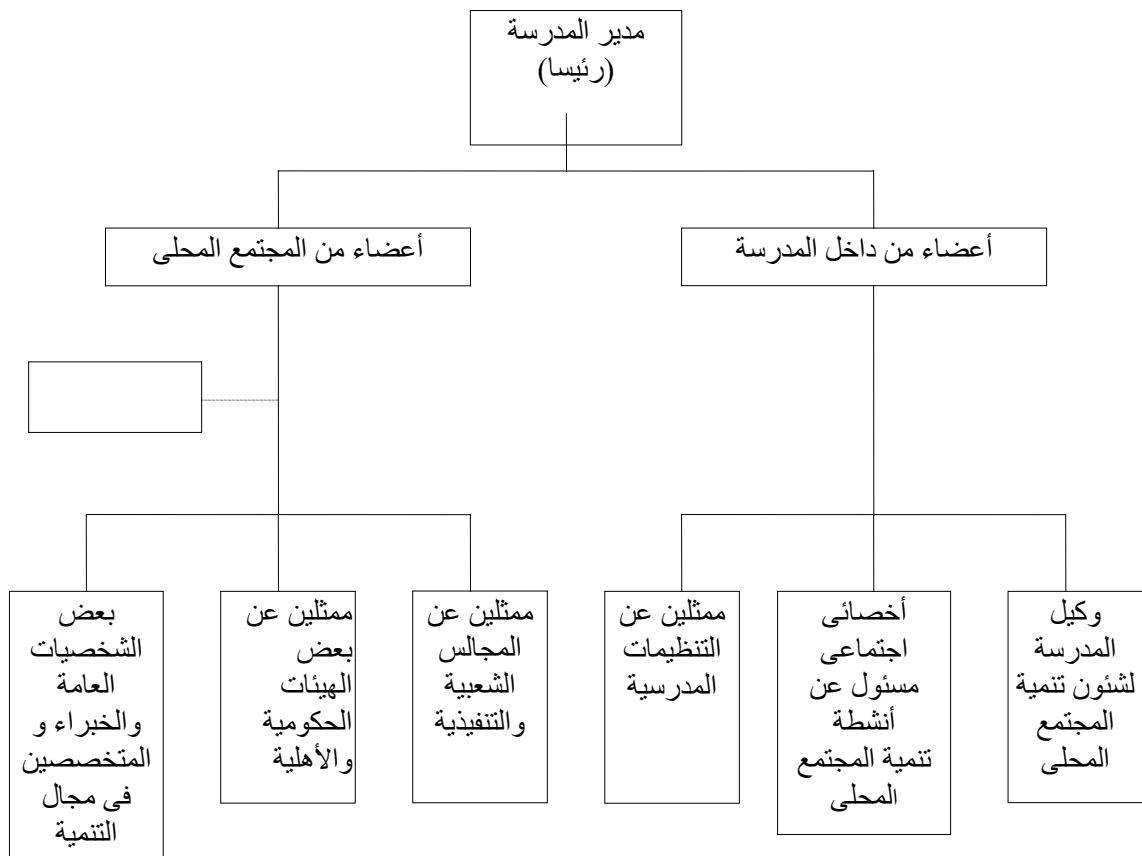 مدير المدرسة
(رئيسا)
أعضاء من داخل المدرسة
أعضاء من المجتمع المحلى
وكيل
المدرسة
لشئون تنمية
المجتمع
المحلى
أخصائى
اجتماعى
مسئول عن
أنشطة
تنمية المجتمع
المحلى
ممثلين عن
التنظيمات
المدرسية
ممثلين عن
المجالس
الشعبية
والتنفيذية
ممثلين عن
بعض
الهيئات
الحكومية
والأهلية
بعض
الشخصيات
العامة
والخبراء و
المتخصصين
فى مجال
التنمية